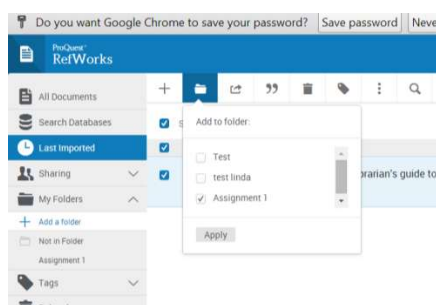 Do you want Google Chrome to save your password? Save password Neve
ProQuest
RefWorks
All Documents
Search Databases
Last Imported
Sharing
My Folders
Add a folder
Not in Folder
Assignment 1
Tags
Add to folder:
Test
test linda
Assignment 1
Apply
brarian's guide to